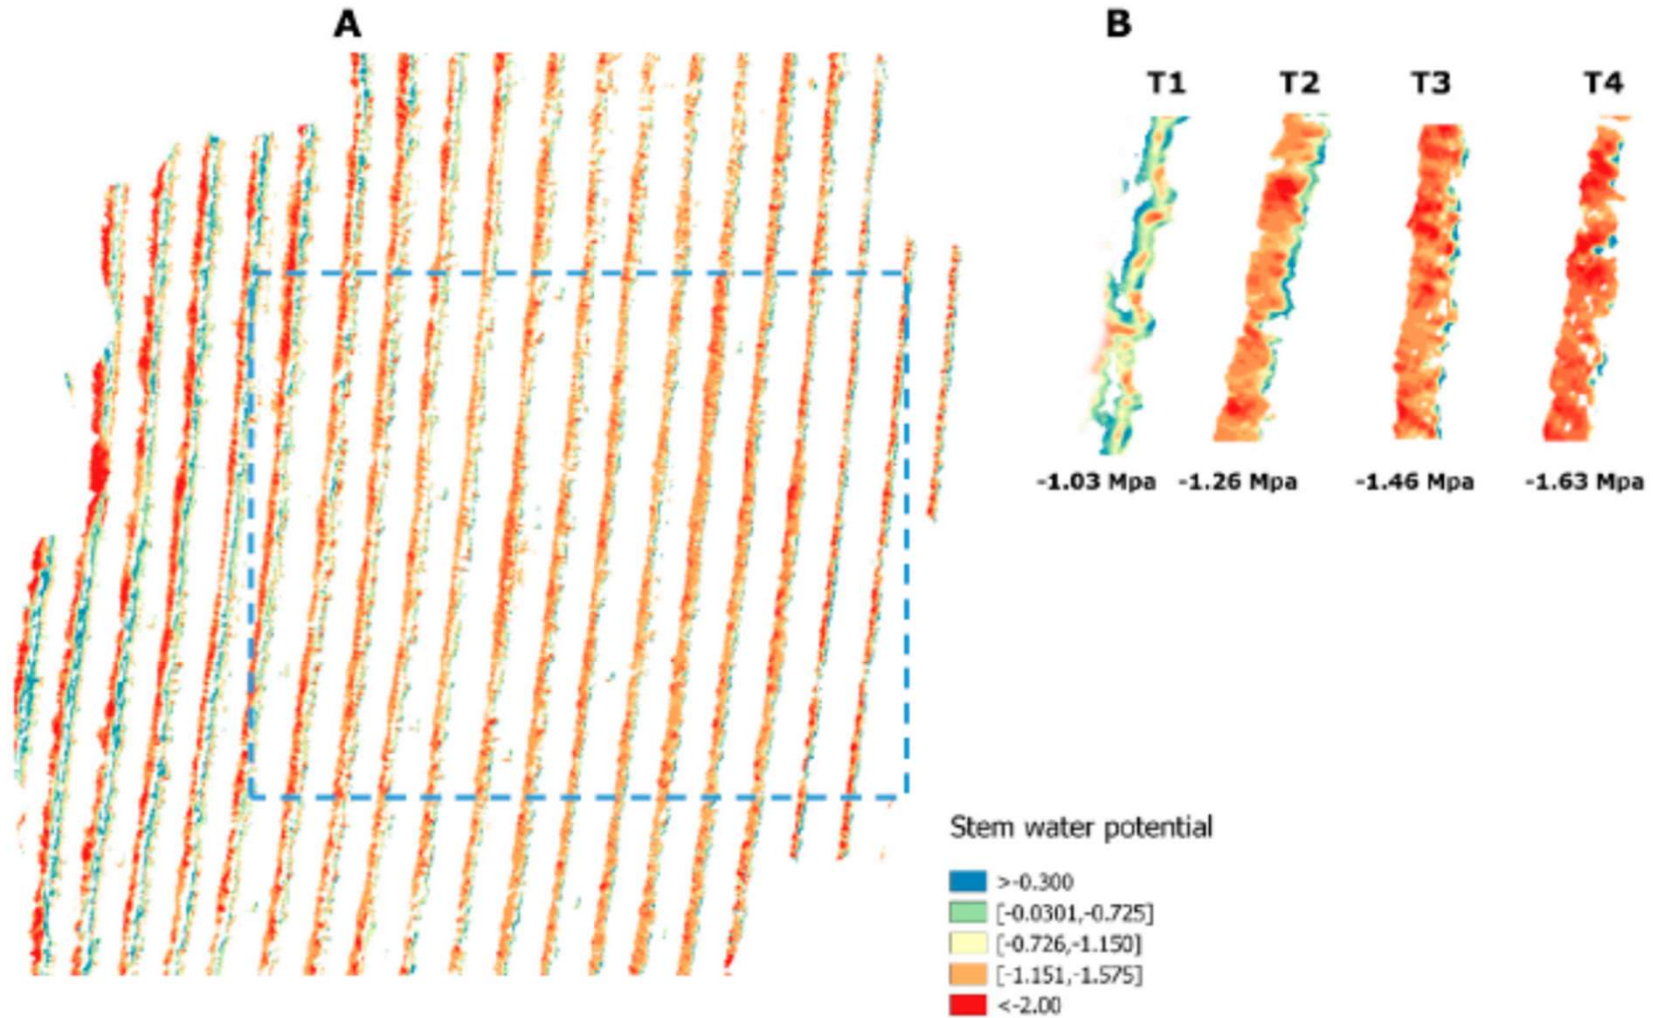 A
B
T1 T2 T3 T4
-1.03 Mpa -1.26 Mpa -1.46 Mpa -1.63 Mpa
Stem water potential
>-0.300
[-0.0301,-0.725]
[-0.726,-1.150]
[-1.151,-1.575]
<-2.00